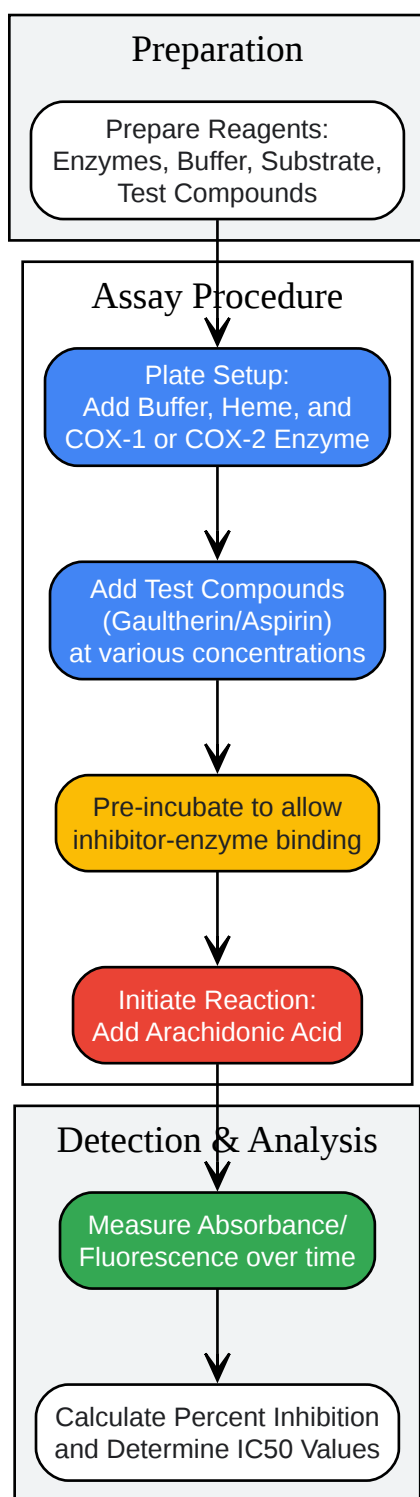 Preparation
Prepare Reagents:
Enzymes, Buffer, Substrate,
Test Compounds
Assay Procedure
Plate Setup:
Add Buffer, Heme, and
COX-1 or COX-2 Enzyme
Add Test Compounds
(Gaultherin/Aspirin)
at various concentrations
Pre-incubate to allow
inhibitor-enzyme binding
Initiate Reaction:
Add Arachidonic Acid
Detection & Analysis
Measure Absorbance/
Fluorescence over time
Calculate Percent Inhibition
and Determine IC50 Values